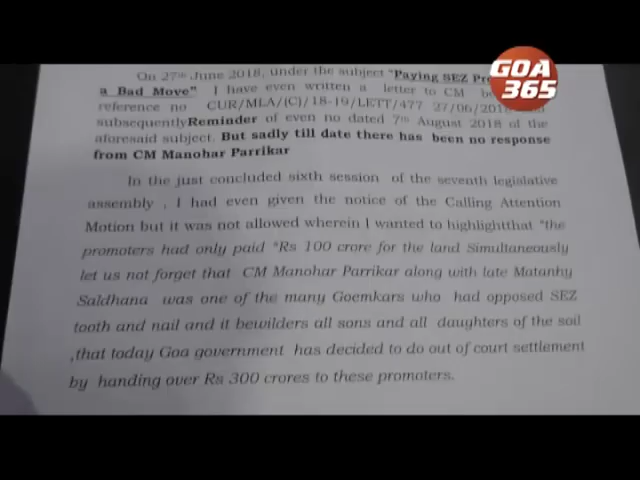 GOA
365
On 27th June 2018, under the subject "Paying SEZ
a Bad Move" I have even written a letter to CM
reference no CUR/MLA/(C)/18-19/LETT/477 27/06/201
subsequentlyReminder of even no dated 7th August 2018 of the
aforesaid subject. But sadly till date there has been no response
from CM Manohar Parrikar
In the just concluded sixth session of the seventh legislative
assembly , I had even given the notice of the Calling Attention
Motion but it was not allowed wherein I wanted to highlightthat "the
promoters had only paid "Rs 100 crore for the land Simultaneously
let us not forget that CM Manohar Parrikar along with late Matanhy
Saldhana was one of the many Goemkars who had opposed SEZ
tooth and nail and it bewilders all sons and all daughters of the soil
,that today Goa government has decided to do out of court settlement
by handing over Rs 300 crores to these promoters.